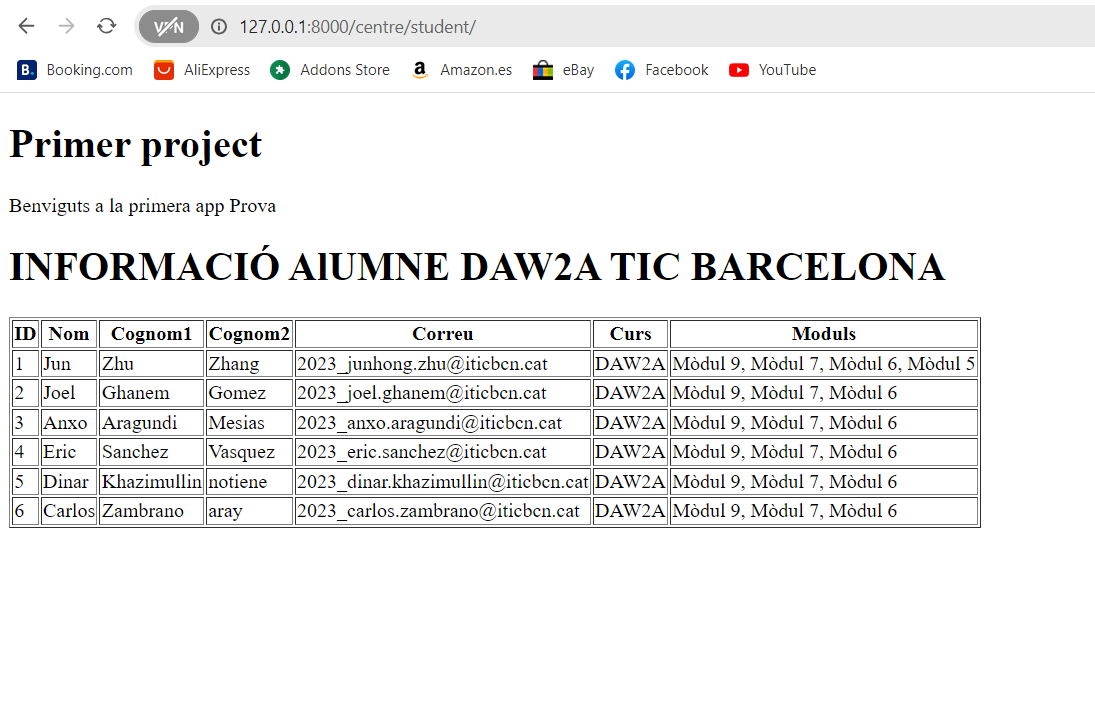 VPN 127.0.0.1:8000/centre/student/
B. Booking.com AliExpress Addons Store a Amazon.es eBay Facebook YouTube
Primer project
Benviguts a la primera app Prova
INFORMACIÓ AlUMNE DAW2A TIC BARCELONA
ID Nom Cognom1 Cognom2 Correu Curs Moduls
1 Jun Zhu Zhang 2023_junhong.zhu@iticbcn.cat DAW2A Mòdul 9, Mòdul 7, Mòdul 6, Mòdul 5
2 Joel Ghanem Gomez 2023_joel.ghanem@iticbcn.cat DAW2A Mòdul 9, Mòdul 7, Mòdul 6
3 Anxo Aragundi Mesias 2023_anxo.aragundi@iticbcn.cat DAW2A Mòdul 9, Mòdul 7, Mòdul 6
4 Eric Sanchez Vasquez 2023_eric.sanchez@iticbcn.cat DAW2A Mòdul 9, Mòdul 7, Mòdul 6
5 Dinar Khazimullin notiene 2023_dinar.khazimullin@iticbcn.cat DAW2A Mòdul 9, Mòdul 7, Mòdul 6
6 Carlos Zambrano aray 2023_carlos.zambrano@iticbcn.cat DAW2A Mòdul 9, Mòdul 7, Mòdul 6